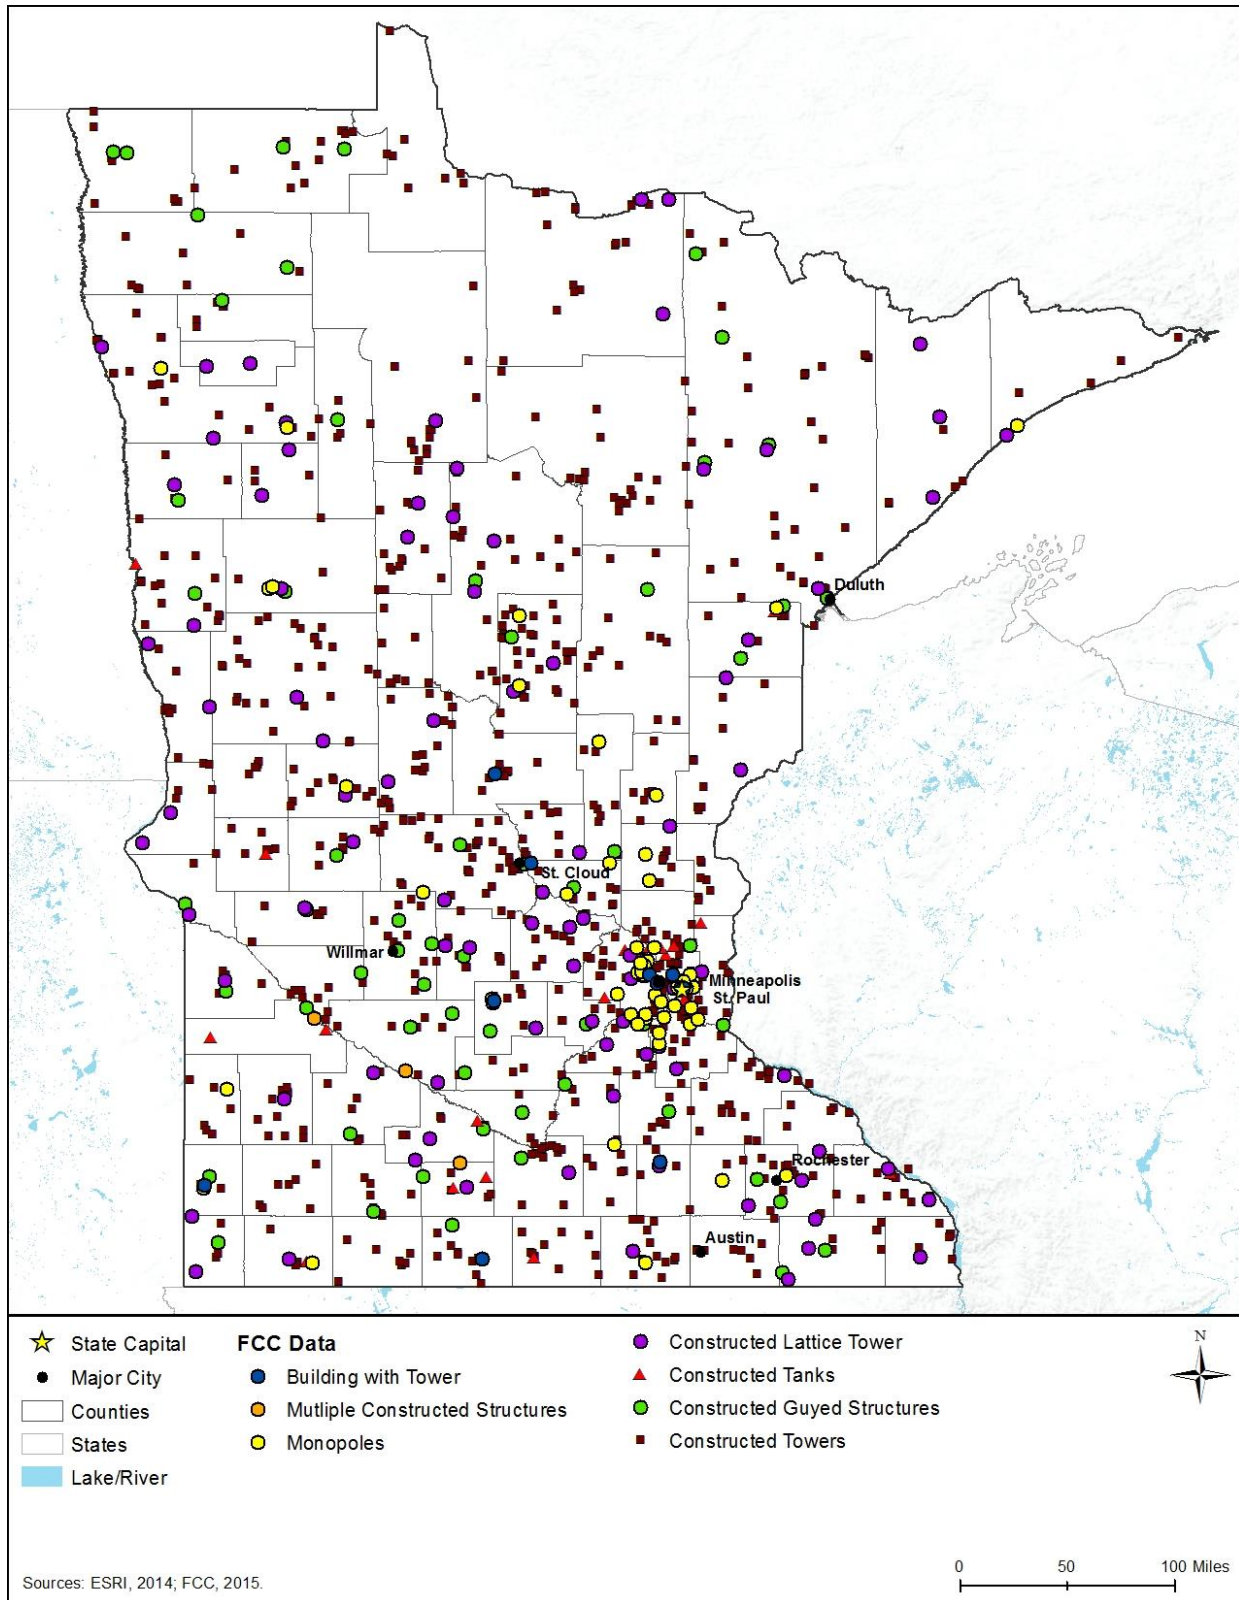 Duluth
St. Cloud
Willmar
Minneapolis
St. Paul
Rochester
Austin
State Capital
Major City
Counties
States
Lake/River
FCC Data
Building with Tower
Mutliple Constructed Structures
Monopoles
Constructed Lattice Tower
Constructed Tanks
Constructed Guyed Structures
Constructed Towers
N
Sources: ESRI, 2014; FCC, 2015.
0 50 100 Miles